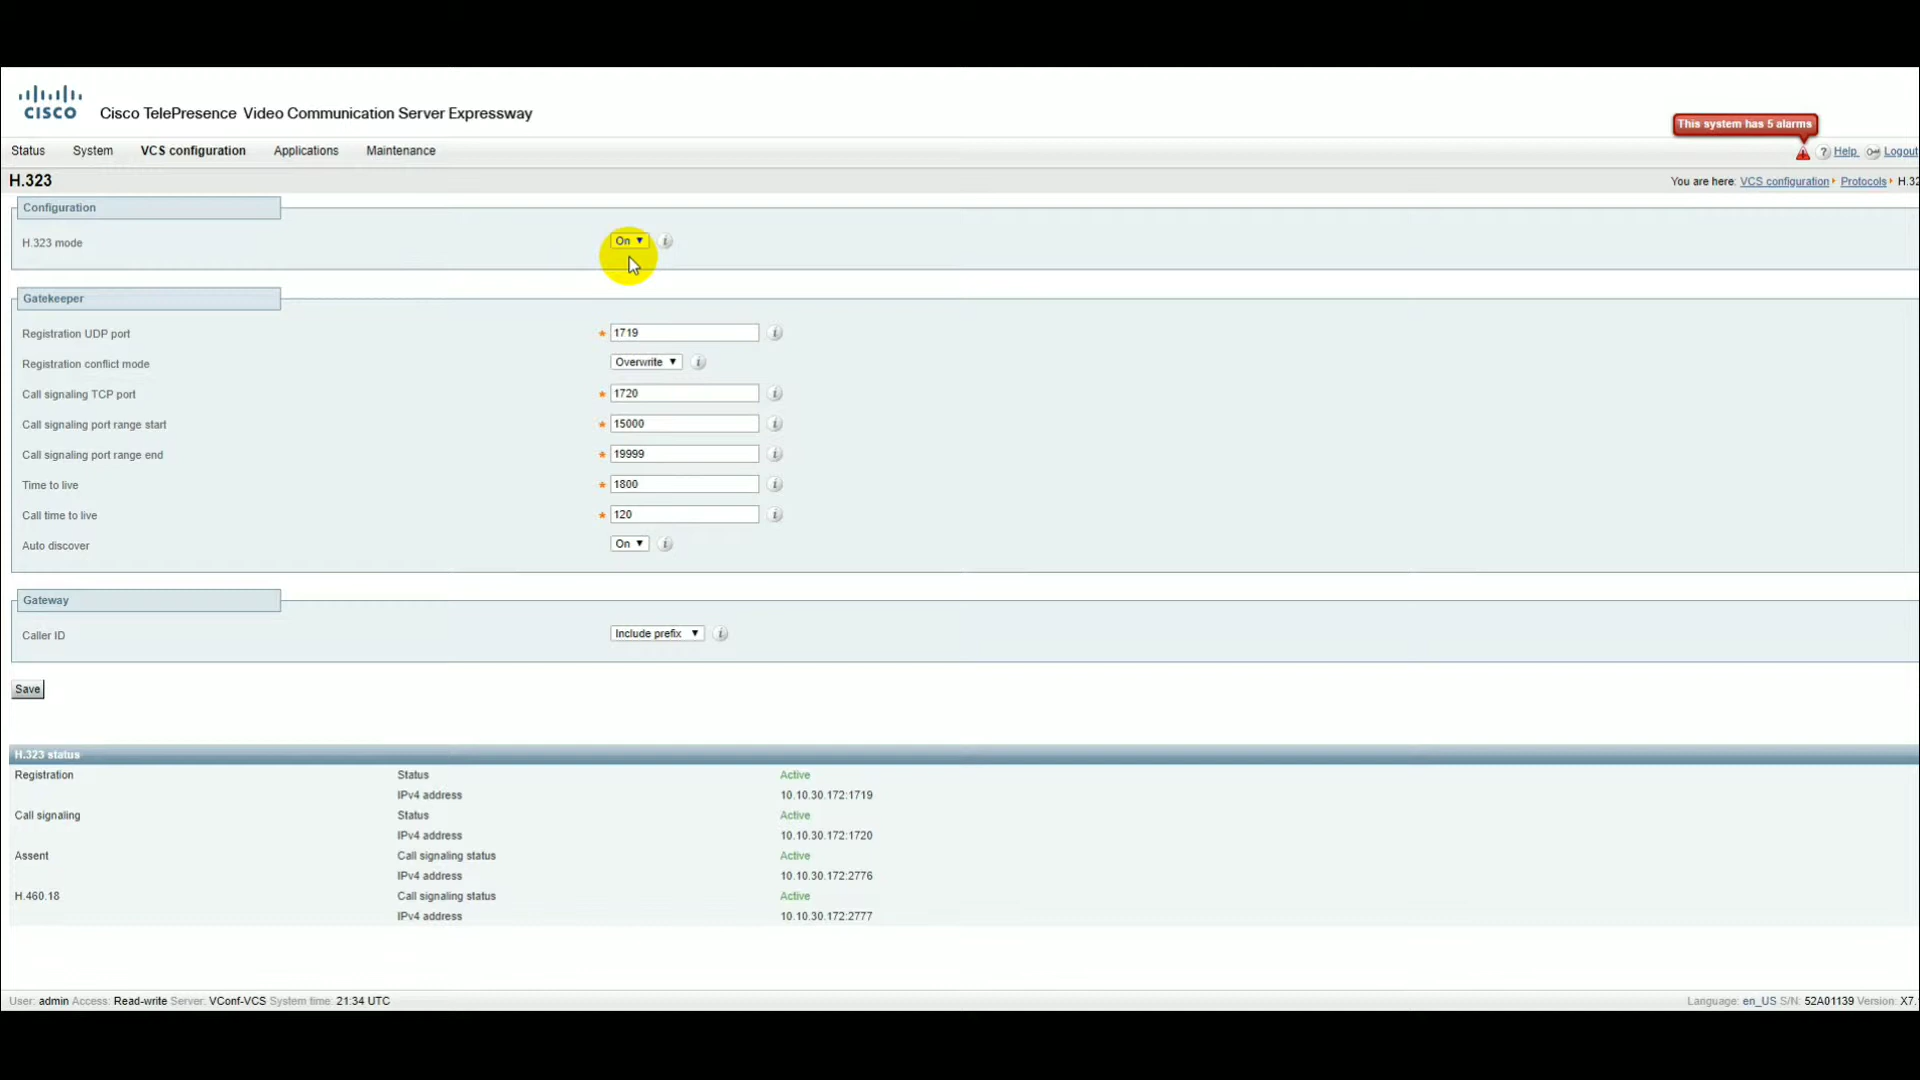 CISCO Cisco TelePresence Video Communication Server Expressway
This system has 5 alarms
Status System VCS configuration Applications Maintenance
? Help Logout
H.323
You are here: VCS configuration Protocols H.32
Configuration
H.323 mode On
Gatekeeper
Registration UDP port * 1719
Registration conflict mode Overwrite
Call signaling TCP port * 1720
Call signaling port range start * 15000
Call signaling port range end * 19999
Time to live * 1800
Call time to live * 120
Auto discover On
Gateway
Caller ID Include prefix
Save
H.323 status
Registration Status Active
IPv4 address 10.10.30.172:1719
Call signaling Status Active
IPv4 address 10.10.30.172:1720
Assent Call signaling status Active
IPv4 address 10.10.30.172:2776
H.460.18 Call signaling status Active
IPv4 address 10.10.30.172:2777
User: admin Access: Read-write Server: VConf-VCS System time: 21:34 UTC
Language: en_US S/N: 52A01139 Version: X7.